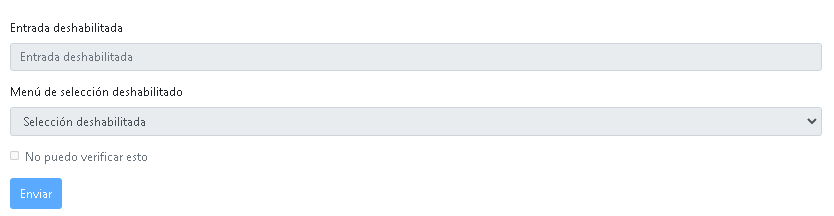 Entrada deshabilitada
Entrada deshabilitada
Menú de selección deshabilitado
Selección deshabilitada
No puedo verificar esto
Enviar